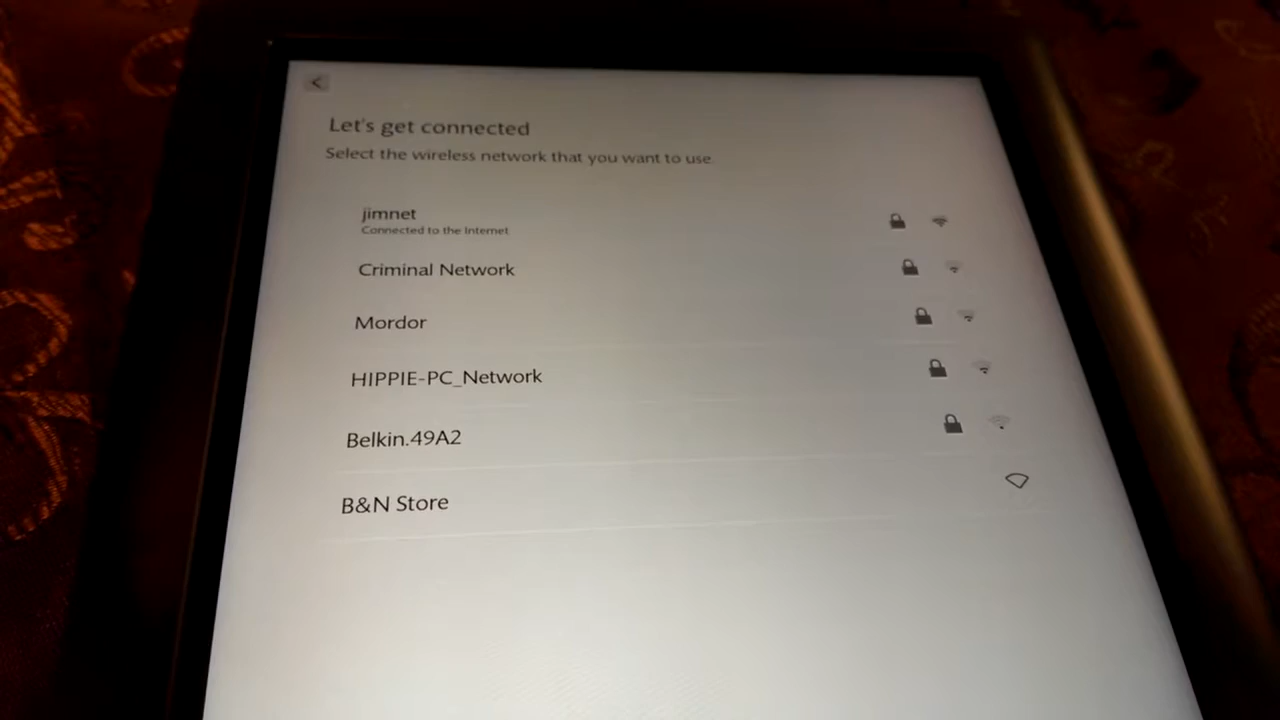 Let's get connected
Select the wireless network that you want to use.
jimnet
Connected to the Internet
Criminal Network
Mordor
HIPPIE-PC_Network
Belkin.49A2
B&N Store